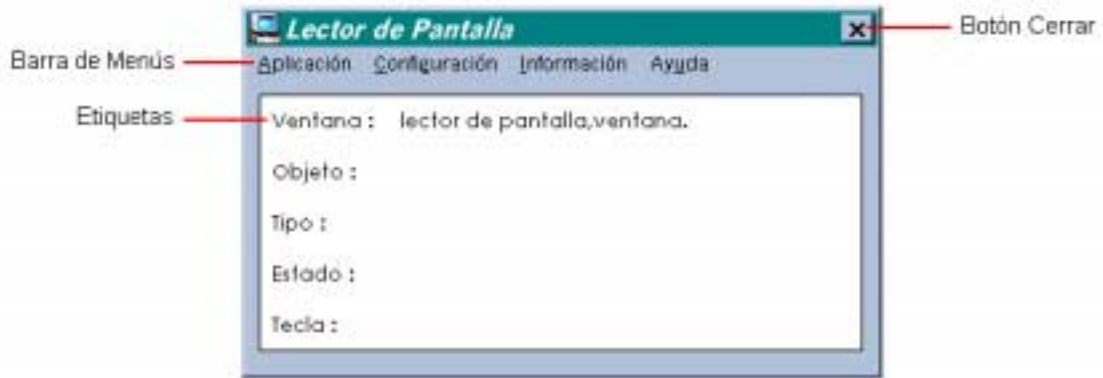 Lector de Pantalla
Botón Cerrar
Barra de Menús
Aplicación Configuración Información Ayuda
Etiquetas
Ventana : lector de pantalla,ventana.
Objeto :
Tipo :
Estado :
Tecla :